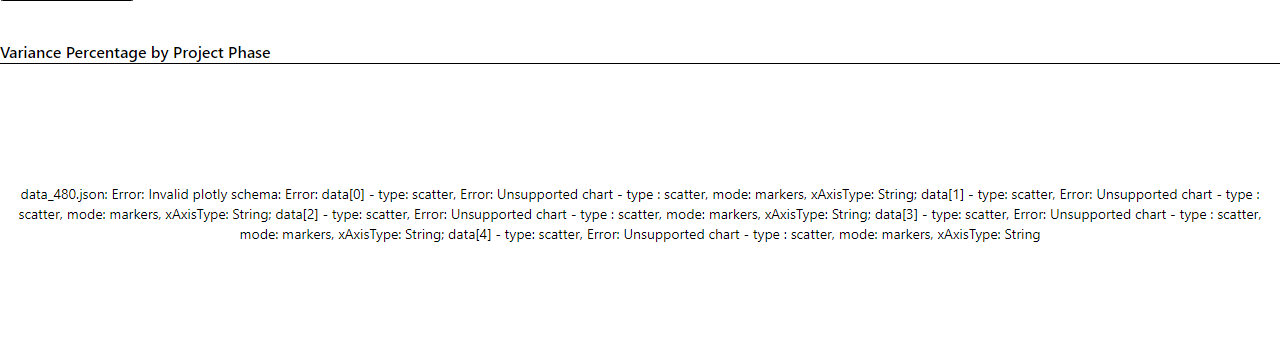 Variance Percentage by Project Phase
data_480.json: Error: Invalid plotly schema: Error: data[0] - type: scatter, Error: Unsupported chart - type : scatter, mode: markers, xAxisType: String; data[1] - type: scatter, Error: Unsupported chart - type :
scatter, mode: markers, xAxisType: String; data[2] - type: scatter, Error: Unsupported chart - type : scatter, mode: markers, xAxisType: String; data[3] - type: scatter, Error: Unsupported chart - type : scatter,
mode: markers, xAxisType: String; data[4] - type: scatter, Error: Unsupported chart - type : scatter, mode: markers, xAxisType: String